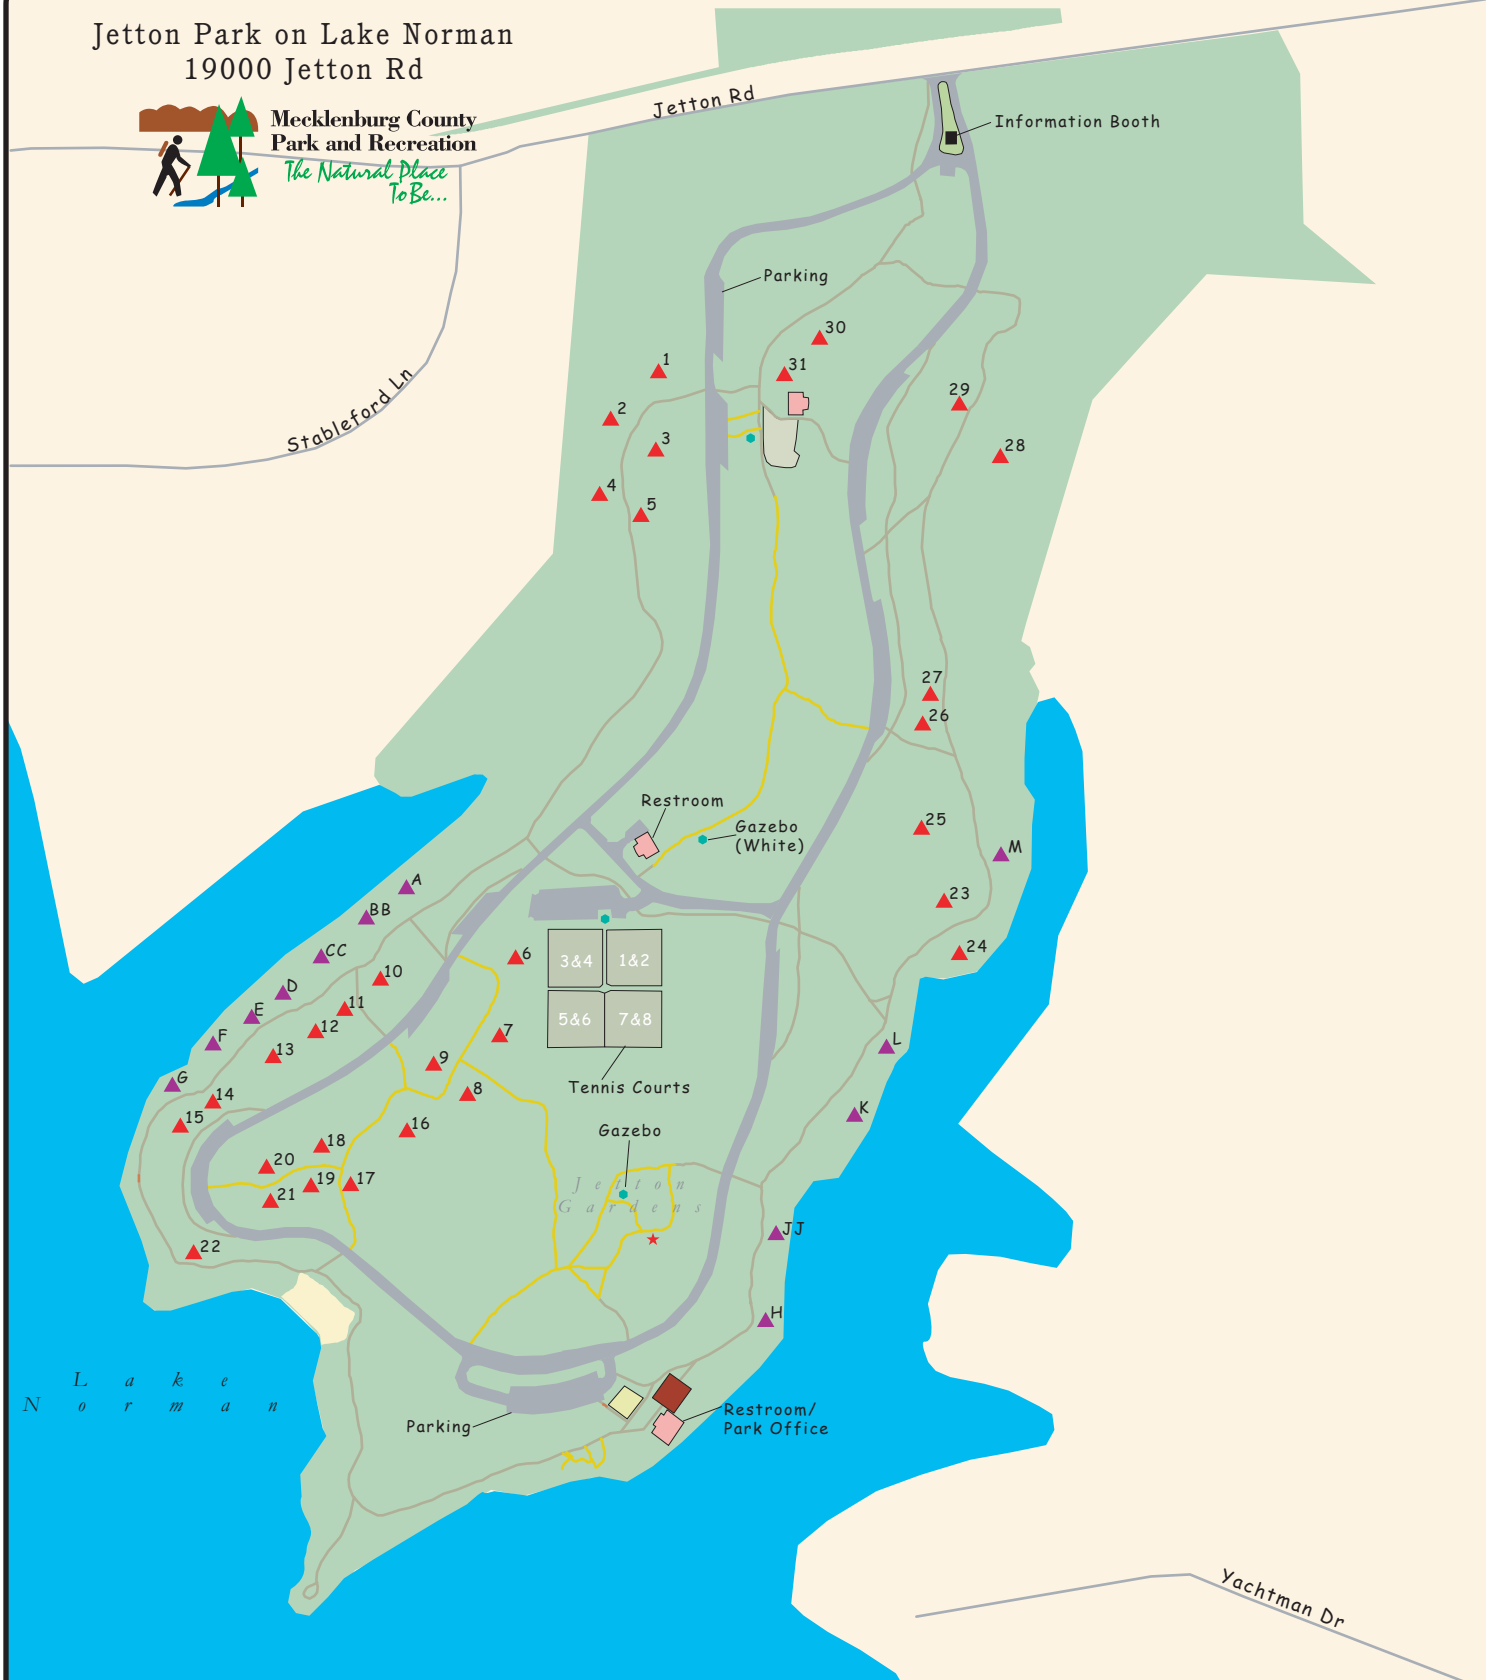 Jetton Park on Lake Norman
19000 Jetton Rd
Mecklenburg County
Park and Recreation
The Natural Place
To Be...
Jetton Rd
Information Booth
Parking
Stableford Ln
30
31
1
2
3
4
5
29
28
27
26
Restroom
Gazebo
(White)
25
M
23
24
A
BB
CC
D
E
F
G
10
11
12
13
14
15
6
7
9
8
3&4
1&2
5&6
7&8
Tennis Courts
L
K
16
18
20
19
17
21
22
Gazebo
Jetton
Gardens
JJ
H
Lake
Norman
Parking
Restroom/
Park Office
Yachtman Dr